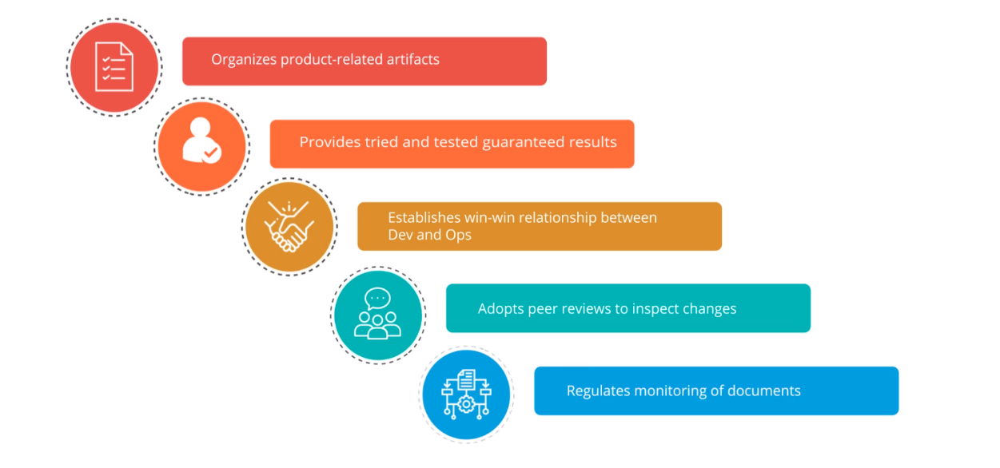 Organizes product-related artifacts
Provides tried and tested guaranteed results
Establishes win-win relationship between
Dev and Ops
Adopts peer reviews to inspect changes
Regulates monitoring of documents